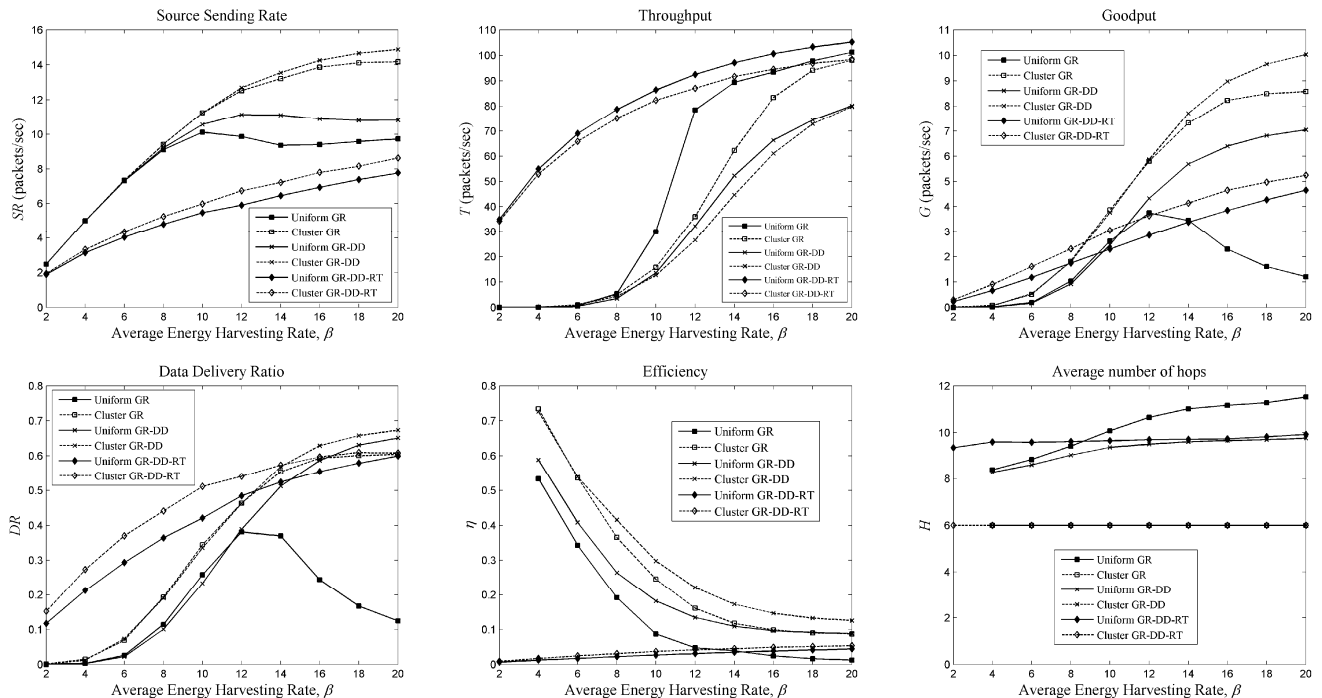 Source Sending Rate
16
14
12
10
8
6
4
2
0
SR (packets/sec)
Uniform GR
Cluster GR
Uniform GR-DD
Cluster GR-DD
Uniform GR-DD-RT
Cluster GR-DD-RT
2 4 6 8 10 12 14 16 18 20
Average Energy Harvesting Rate, β
Throughput
110
100
90
80
70
60
50
40
30
20
10
0
T (packets/sec)
Uniform GR
Cluster GR
Uniform GR-DD
Cluster GR-DD
Uniform GR-DD-RT
Cluster GR-DD-RT
2 4 6 8 10 12 14 16 18 20
Average Energy Harvesting Rate, β
Goodput
11
10
9
8
7
6
5
4
3
2
1
0
G (packets/sec)
Uniform GR
Cluster GR
Uniform GR-DD
Cluster GR-DD
Uniform GR-DD-RT
Cluster GR-DD-RT
2 4 6 8 10 12 14 16 18 20
Average Energy Harvesting Rate, β
Data Delivery Ratio
0.8
0.7
0.6
0.5
0.4
0.3
0.2
0.1
0
DR
Uniform GR
Cluster GR
Uniform GR-DD
Cluster GR-DD
Uniform GR-DD-RT
Cluster GR-DD-RT
2 4 6 8 10 12 14 16 18 20
Average Energy Harvesting Rate, β
Efficiency
0.8
0.7
0.6
0.5
0.4
0.3
0.2
0.1
0
η
Uniform GR
Cluster GR
Uniform GR-DD
Cluster GR-DD
Uniform GR-DD-RT
Cluster GR-DD-RT
2 4 6 8 10 12 14 16 18 20
Average Energy Harvesting Rate, β
Average number of hops
12
10
8
6
4
2
0
H
Uniform GR
Cluster GR
Uniform GR-DD
Cluster GR-DD
Uniform GR-DD-RT
Cluster GR-DD-RT
2 4 6 8 10 12 14 16 18 20
Average Energy Harvesting Rate, β